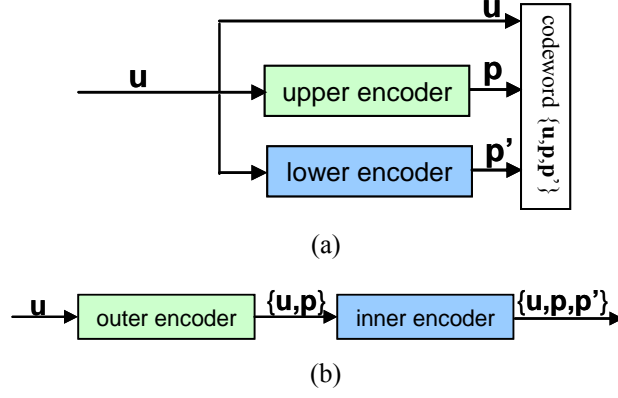 u
u
upper encoder
p
lower encoder
p'
codeword {u,p,p'}
(a)
u
outer encoder
{u,p}
inner encoder
{u,p,p'}
(b)